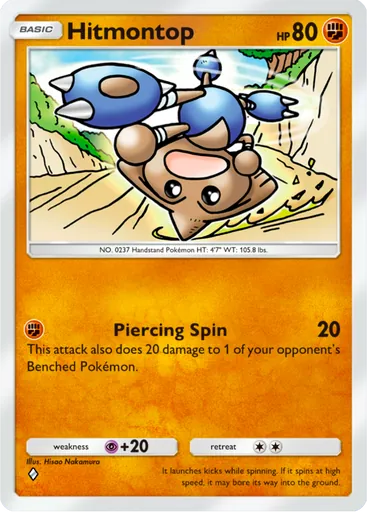 BASIC Hitmontop HP 80
NO. 0237 Handstand Pokémon HT: 4'7" WT: 105.8 lbs.
Piercing Spin 20
This attack also does 20 damage to 1 of your opponent's
Benched Pokémon.
weakness +20 retreat
Illus. Hisao Nakamura
It launches kicks while spinning. If it spins at high
speed, it may bore its way into the ground.